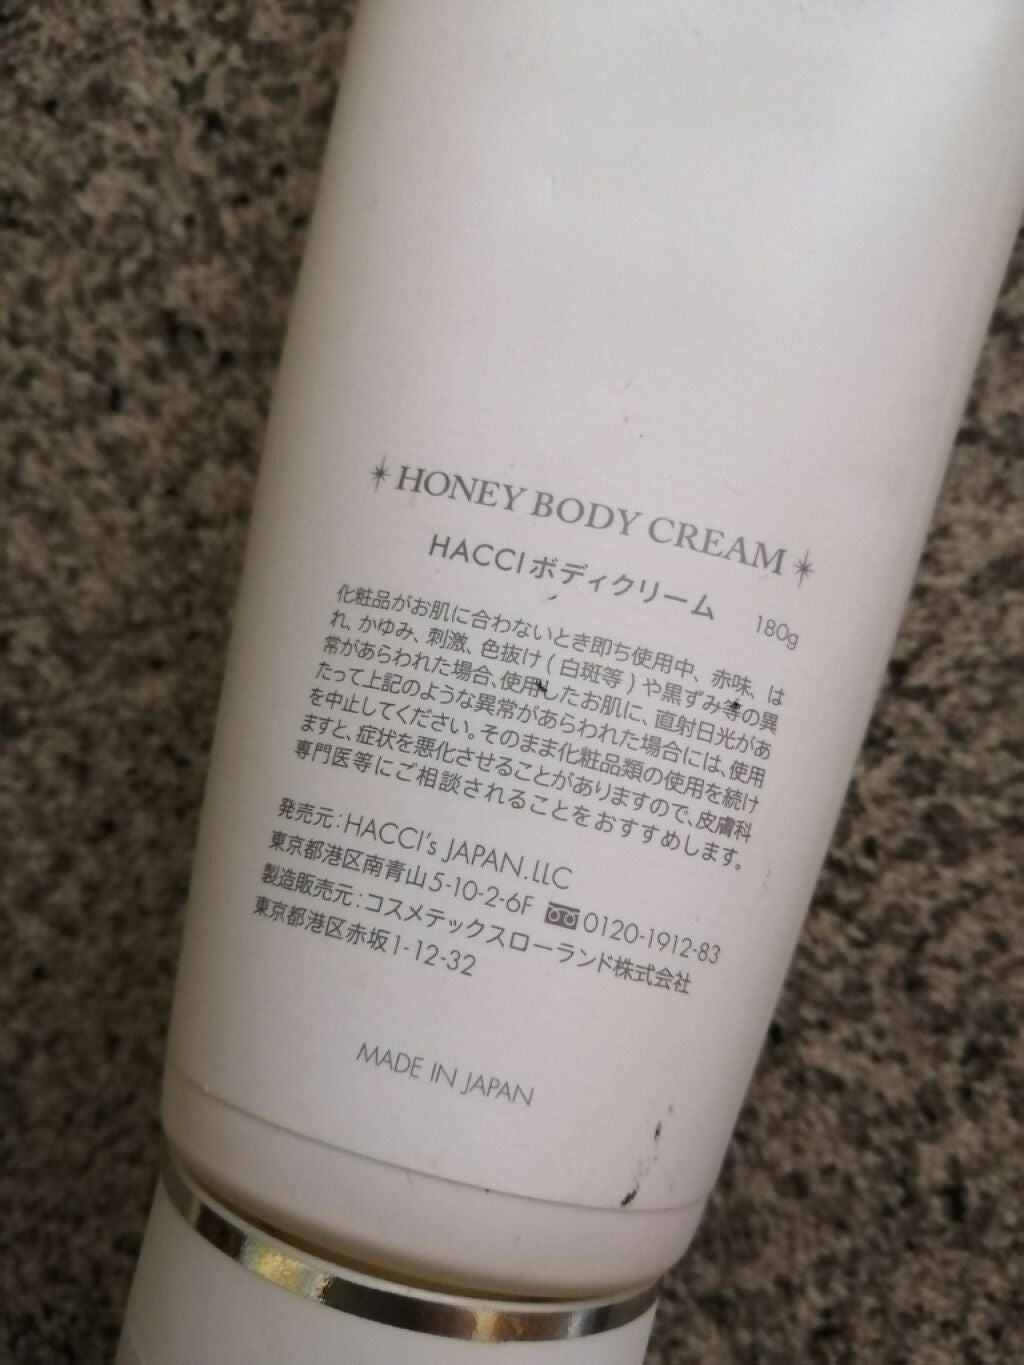 HONEY BODY CREAM
HACCIボディクリーム 180g
化粧品がお肌に合わないとき即ち使用中、赤味、は
れ、かゆみ、刺激、色抜け(白斑等)や黒ずみ等の異
常があらわれた場合、使用したお肌に、直射日光があ
たって上記のような異常があらわれた場合には、使用
を中止してください。そのまま化粧品類の使用を続け
ますと、症状を悪化させることがありますので、皮膚科
専門医等にご相談されることをおすすめします。
発売元:HACCI's JAPAN.LLC
東京都港区南青山5-10-2-6F 0120-1912-83
製造販売元:コスメテックスローランド株式会社
東京都港区赤坂1-12-32
MADE IN JAPAN